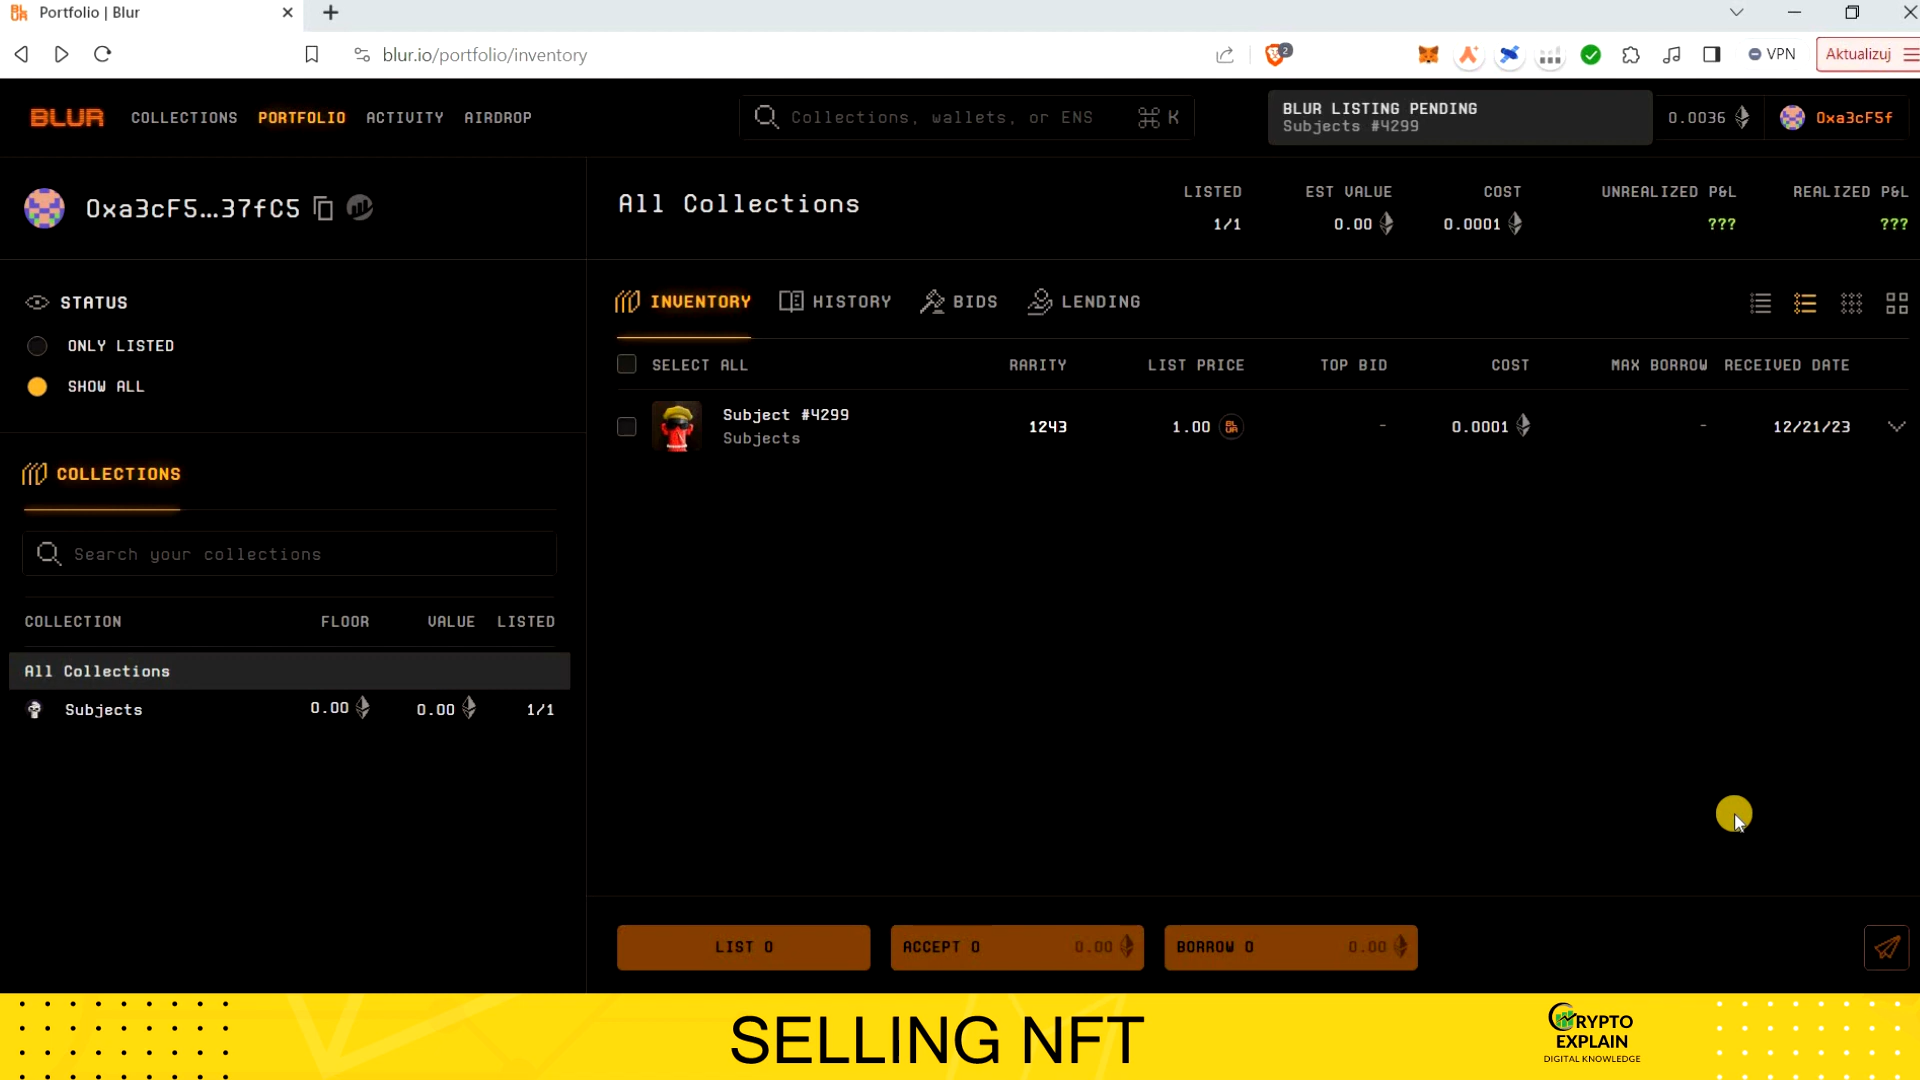 Portfolio | Blur
blur.io/portfolio/inventory
2
VPN
Aktualizuj
BLUR
COLLECTIONS
PORTFOLIO
ACTIVITY
AIRDROP
Collections, wallets, or ENS
⌘ K
BLUR LISTING PENDING
Subjects #4299
0.0036
0xa3cF5f
0xa3cF5...37fC5
All Collections
LISTED
EST VALUE
COST
UNREALIZED P&L
REALIZED P&L
1/1
0.00
0.0001
???
???
STATUS
ONLY LISTED
SHOW ALL
INVENTORY
HISTORY
BIDS
LENDING
SELECT ALL
RARITY
LIST PRICE
TOP BID
COST
MAX BORROW
RECEIVED DATE
Subject #4299
Subjects
1243
1.00
-
0.0001
-
12/21/23
COLLECTIONS
Search your collections
COLLECTION
FLOOR
VALUE
LISTED
All Collections
Subjects
0.00
0.00
1/1
LIST 0
ACCEPT 0
0.00
BORROW 0
0.00
SELLING NFT
CRYPTO
EXPLAIN
DIGITAL KNOWLEDGE